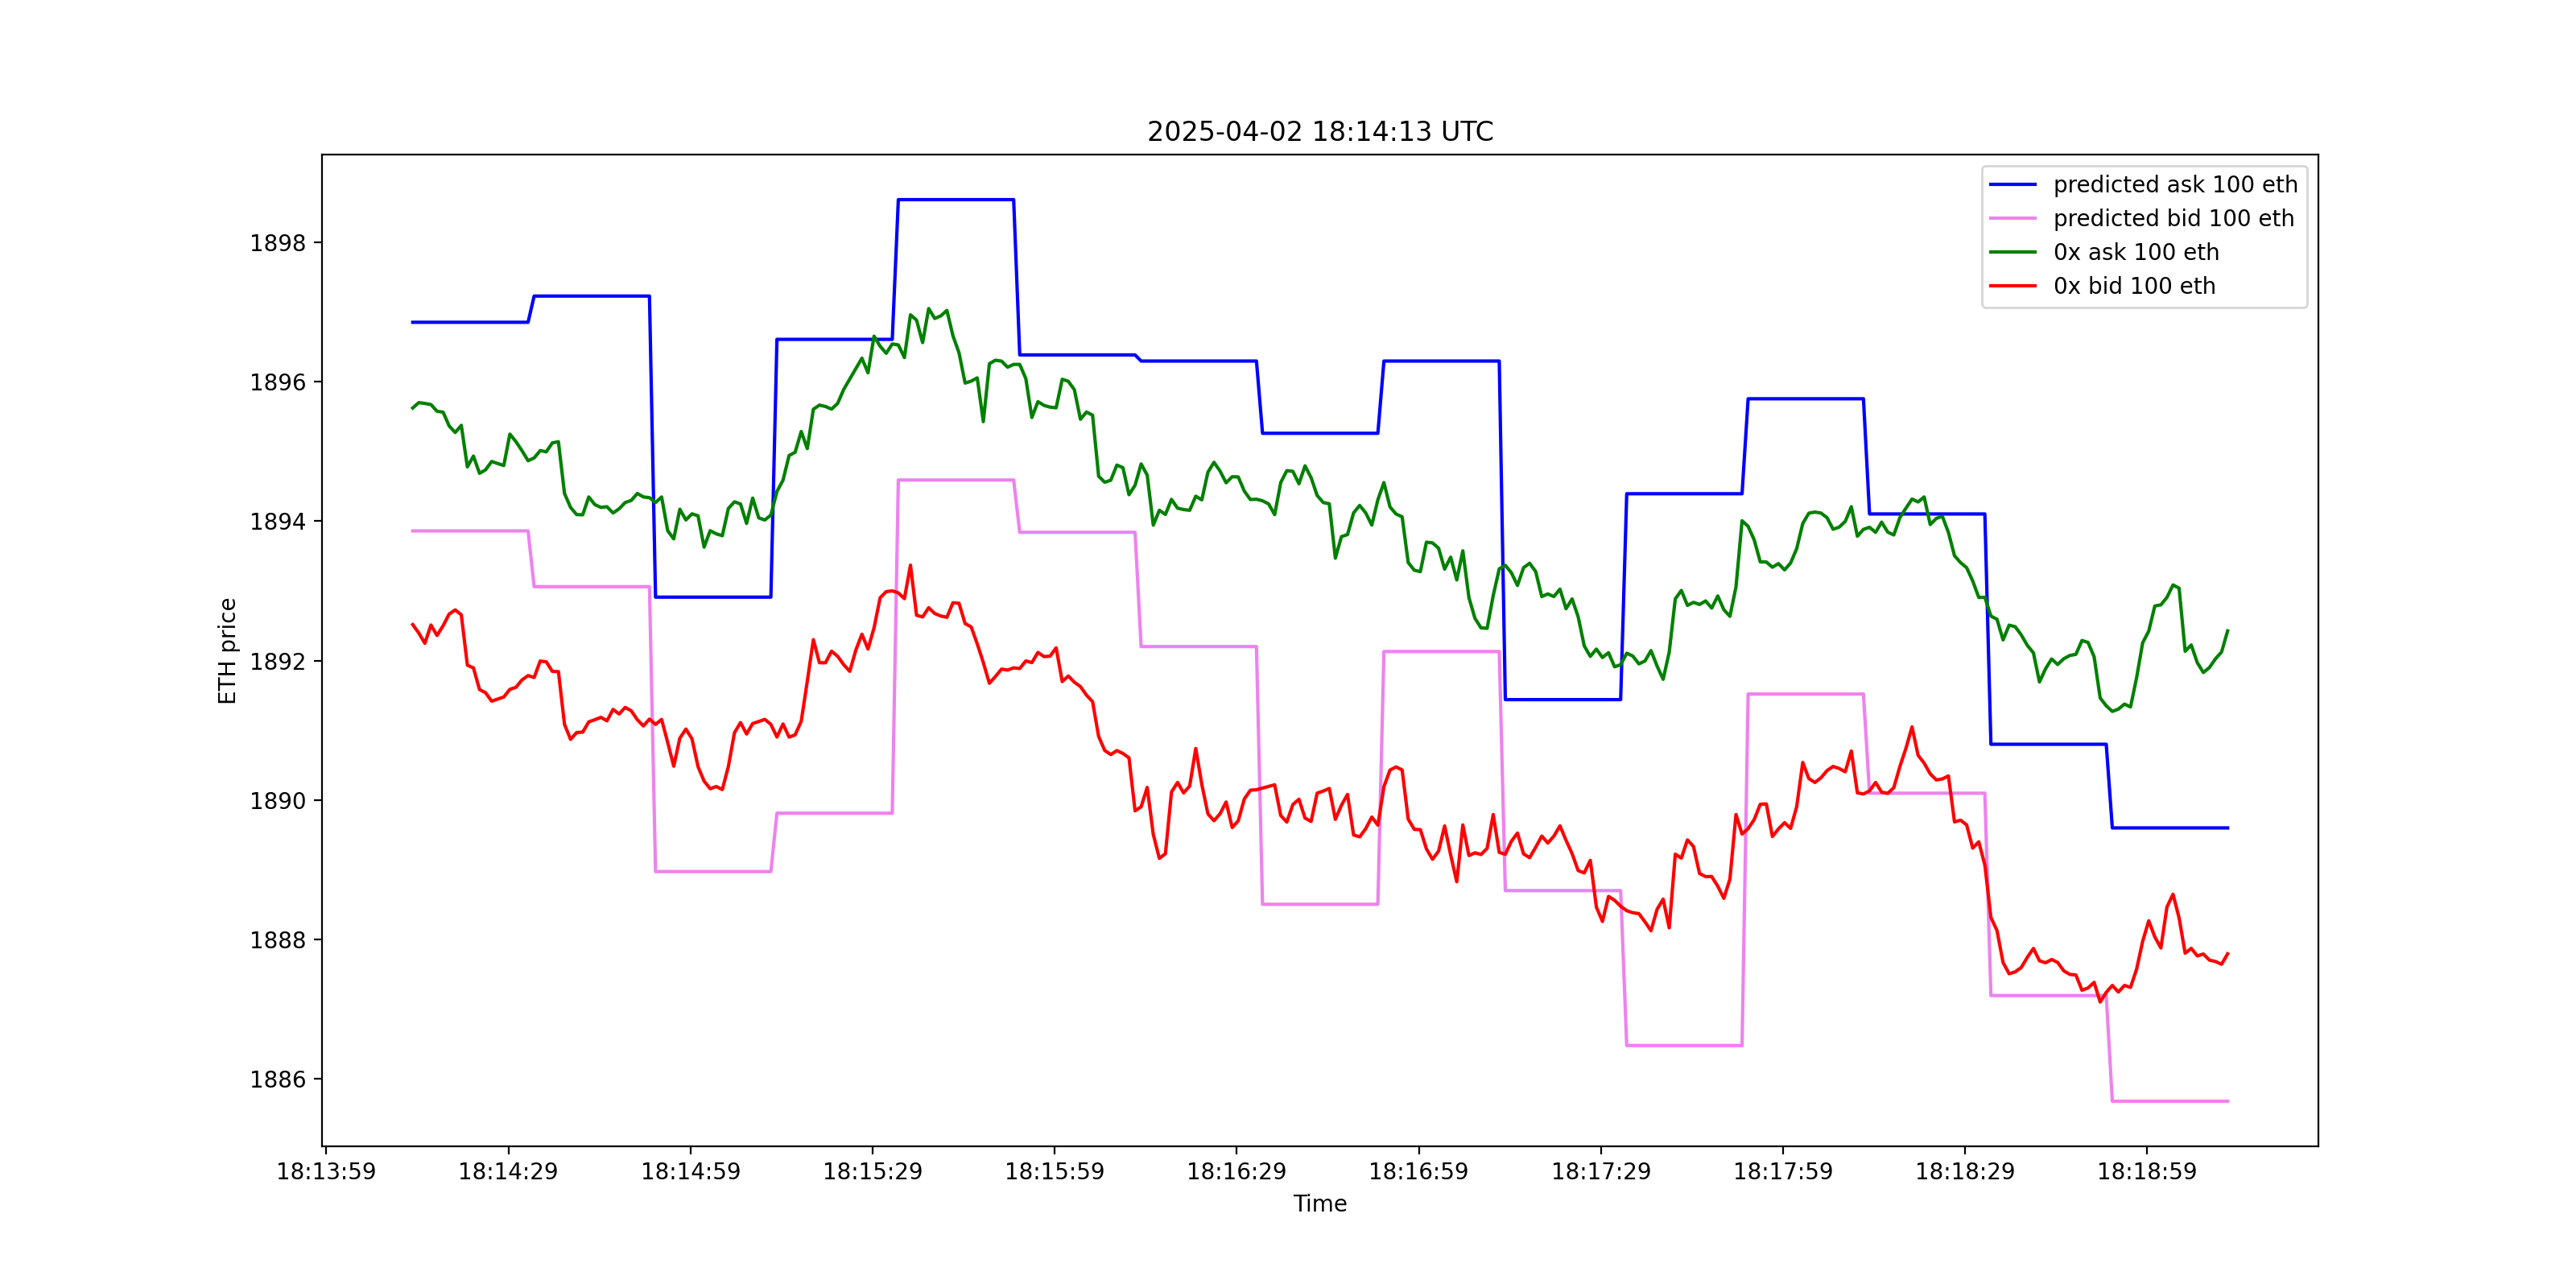 2025-04-02 18:14:13 UTC
predicted ask 100 eth
predicted bid 100 eth
0x ask 100 eth
0x bid 100 eth
ETH price
1898
1896
1894
1892
1890
1888
1886
18:13:59 18:14:29 18:14:59 18:15:29 18:15:59 18:16:29 18:16:59 18:17:29 18:17:59 18:18:29 18:18:59
Time